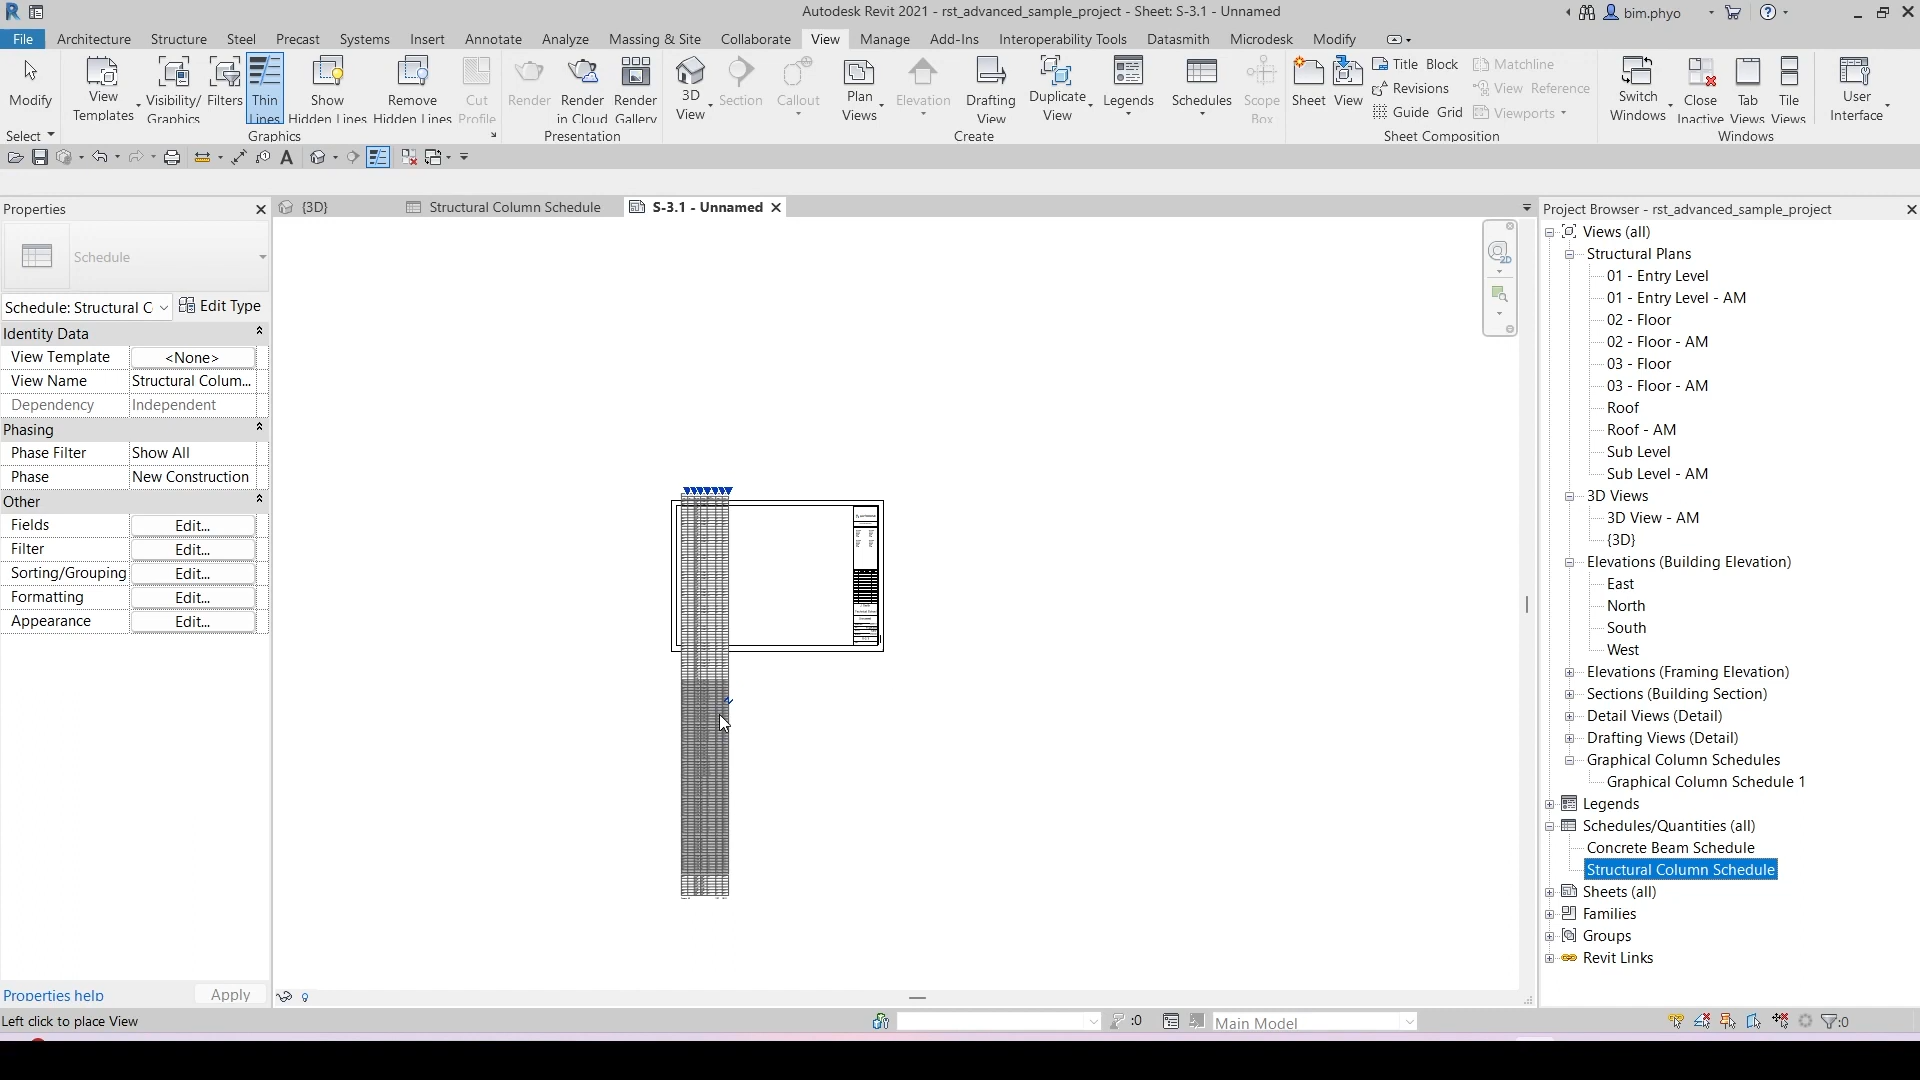 Autodesk Revit 2021 - rst_advanced_sample_project - Sheet: S-3.1 - Unnamed
bim.phyo
File Architecture Structure Steel Precast Systems Insert Annotate Analyze Massing & Site Collaborate View Manage Add-Ins Interoperability Tools Datasmith Microdesk Modify
Modify
View Templates
Visibility/ Graphics
Filters
Thin Lines
Show Hidden Lines
Remove Hidden Lines
Cut Profile
Render
Render in Cloud
Render Gallery
3D View
Section
Callout
Plan Views
Elevation
Drafting View
Duplicate View
Legends
Schedules
Scope Box
Sheet
View
Title Block
Revisions
Guide Grid
Matchline
View Reference
Viewports
Switch Windows
Close Inactive
Tab Views
Tile Views
User Interface
Select
Graphics
Presentation
Create
Sheet Composition
Windows
Properties
{3D}
Structural Column Schedule
S-3.1 - Unnamed
Schedule
Schedule: Structural C
Edit Type
Identity Data
View Template <None>
View Name Structural Colum...
Dependency Independent
Phasing
Phase Filter Show All
Phase New Construction
Other
Fields Edit...
Filter Edit...
Sorting/Grouping Edit...
Formatting Edit...
Appearance Edit...
Properties help
Apply
2D
Project Browser - rst_advanced_sample_project
Views (all)
Structural Plans
01 - Entry Level
01 - Entry Level - AM
02 - Floor
02 - Floor - AM
03 - Floor
03 - Floor - AM
Roof
Roof - AM
Sub Level
Sub Level - AM
3D Views
3D View - AM
{3D}
Elevations (Building Elevation)
East
North
South
West
Elevations (Framing Elevation)
Sections (Building Section)
Detail Views (Detail)
Drafting Views (Detail)
Graphical Column Schedules
Graphical Column Schedule 1
Legends
Schedules/Quantities (all)
Concrete Beam Schedule
Structural Column Schedule
Sheets (all)
Families
Groups
Revit Links
Left click to place View
:0
Main Model
:0